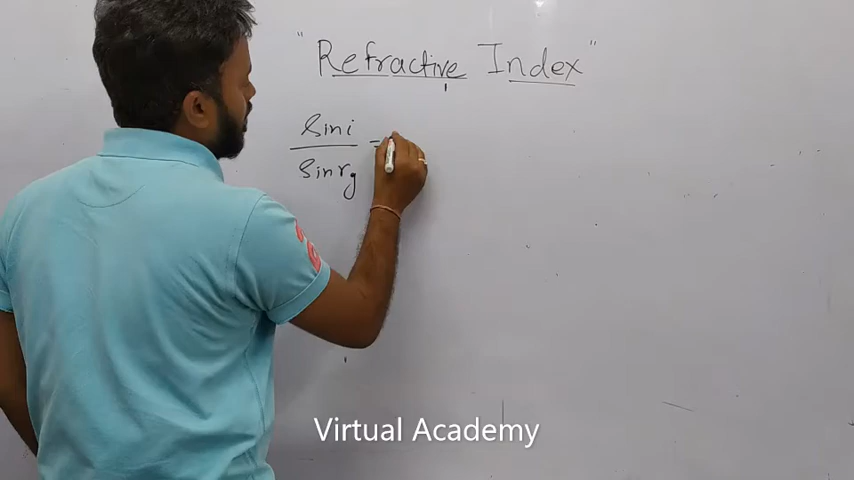 "Refractive Index"
Sin i
Sin r =
Virtual Academy